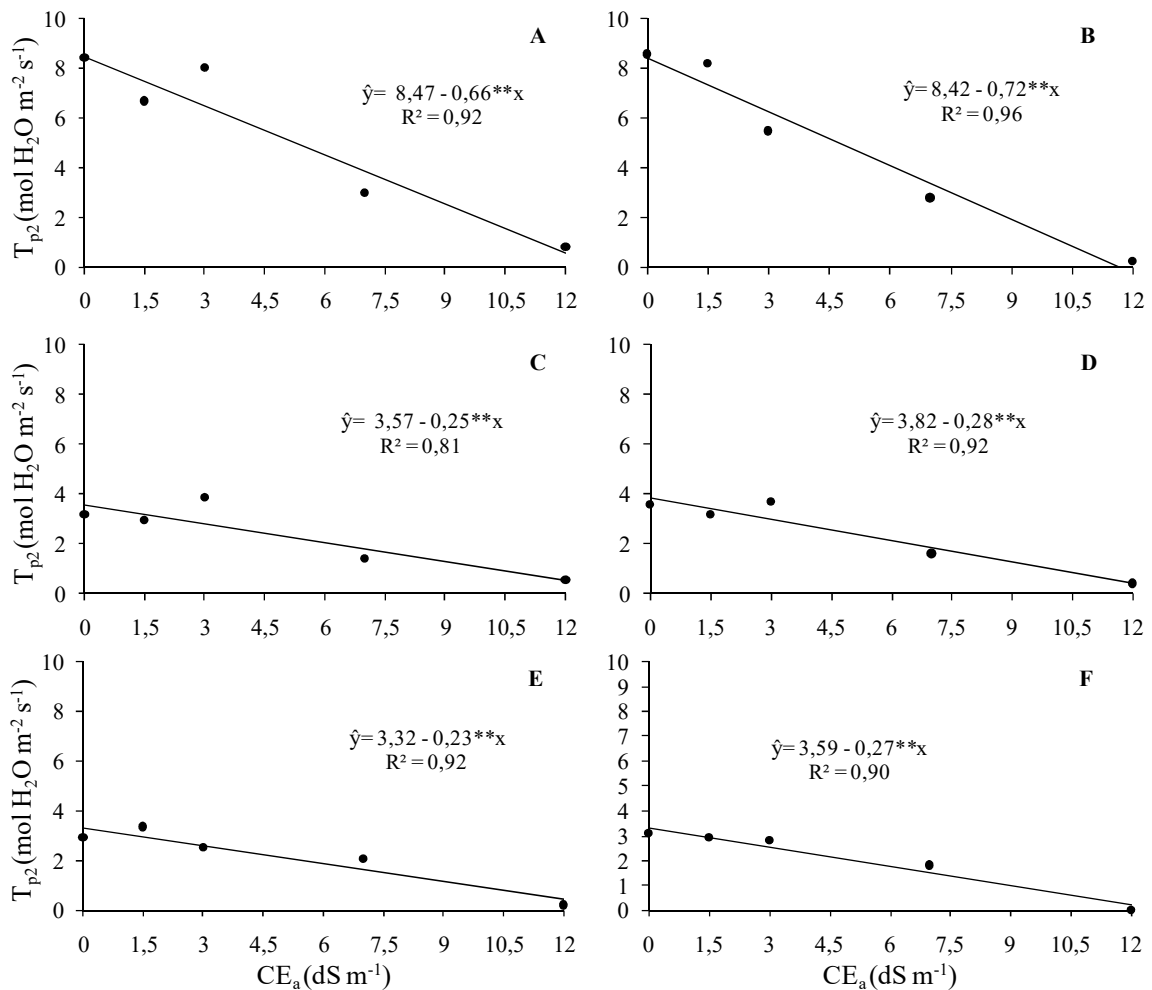 10
8
6
4
2
0
T_p2 (mol H₂O m⁻² s⁻¹)
A
ŷ= 8,47 - 0,66**x
R² = 0,92
0 1,5 3 4,5 6 7,5 9 10,5 12
10
8
6
4
2
0
T_p2 (mol H₂O m⁻² s⁻¹)
B
ŷ= 8,42 - 0,72**x
R² = 0,96
0 1,5 3 4,5 6 7,5 9 10,5 12
10
8
6
4
2
0
T_p2 (mol H₂O m⁻² s⁻¹)
C
ŷ= 3,57 - 0,25**x
R² = 0,81
0 1,5 3 4,5 6 7,5 9 10,5 12
10
8
6
4
2
0
D
ŷ= 3,82 - 0,28**x
R² = 0,92
0 1,5 3 4,5 6 7,5 9 10,5 12
10
8
6
4
2
0
T_p2 (mol H₂O m⁻² s⁻¹)
E
ŷ= 3,32 - 0,23**x
R² = 0,92
0 1,5 3 4,5 6 7,5 9 10,5 12
CE_a (dS m⁻¹)
10
9
8
7
6
5
4
3
2
1
0
F
ŷ= 3,59 - 0,27**x
R² = 0,90
0 1,5 3 4,5 6 7,5 9 10,5 12
CE_a (dS m⁻¹)